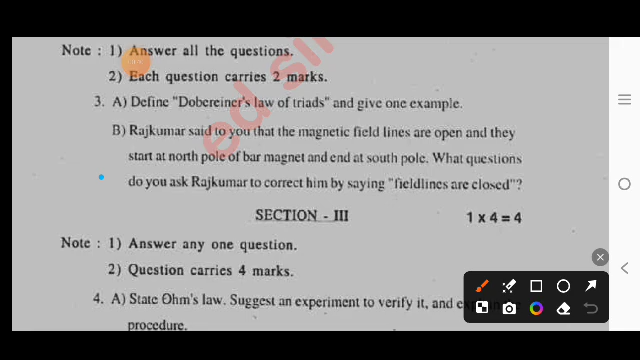 Note : 1) Answer all the questions.
2) Each question carries 2 marks.
3. A) Define "Dobereiner's law of triads" and give one example.
B) Rajkumar said to you that the magnetic field lines are open and they
start at north pole of bar magnet and end at south pole. What questions
do you ask Rajkumar to correct him by saying "fieldlines are closed"?
SECTION - III 1 x 4 = 4
Note : 1) Answer any one question.
2) Question carries 4 marks.
4. A) State Ohm's law. Suggest an experiment to verify it, and
procedure.